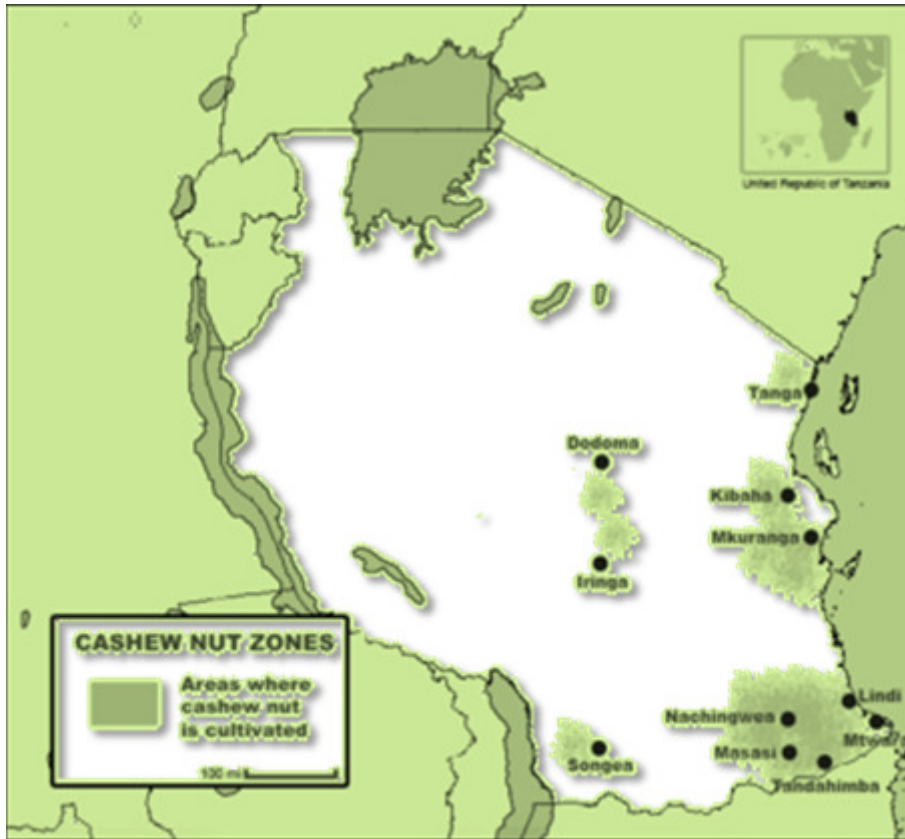 United Republic of Tanzania
Tanga
Dodoma
Kibaha
Mkuranga
Iringa
CASHEW NUT ZONES
Areas where
cashew nut
is cultivated
100 mi
Lindi
Nachingwea
Masasi
Songea
Tandahimba